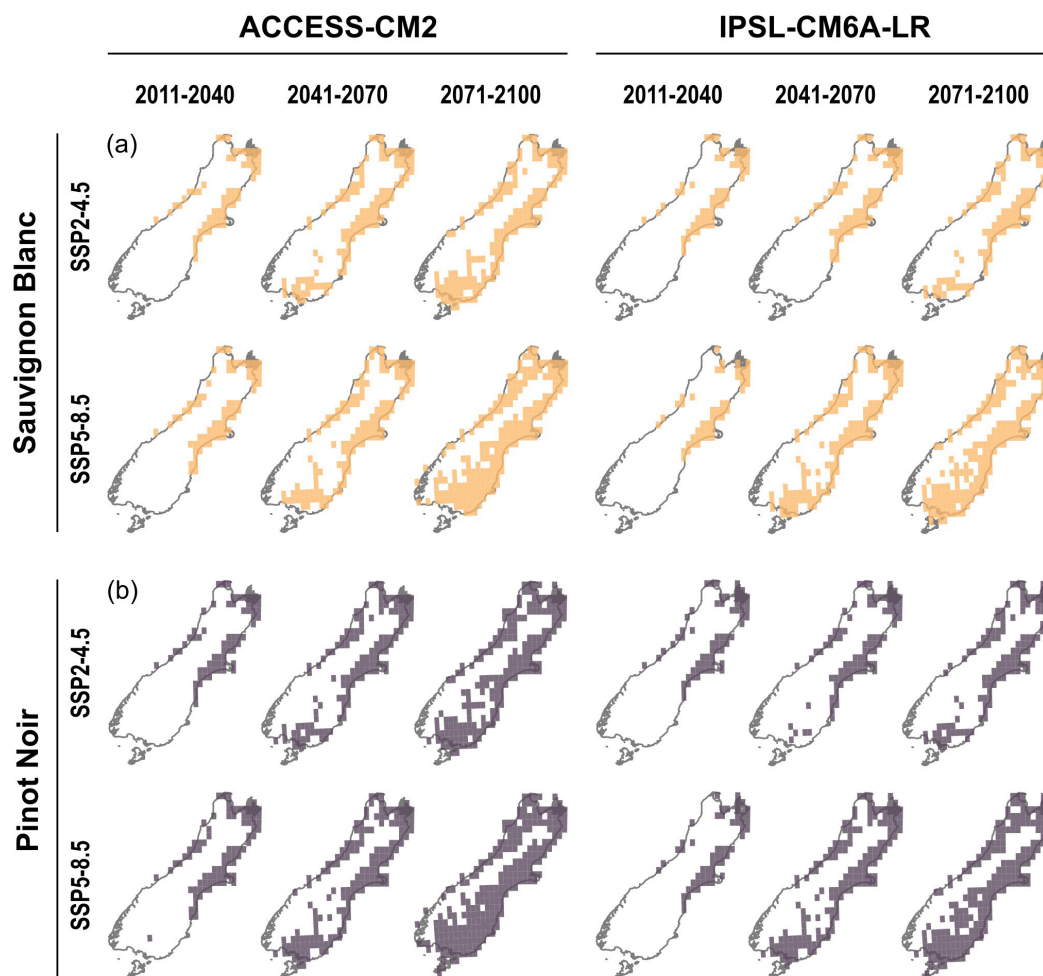 ACCESS-CM2 IPSL-CM6A-LR
2011-2040 2041-2070 2071-2100 2011-2040 2041-2070 2071-2100
(a)
Sauvignon Blanc
SSP2-4.5
SSP5-8.5
(b)
Pinot Noir
SSP2-4.5
SSP5-8.5